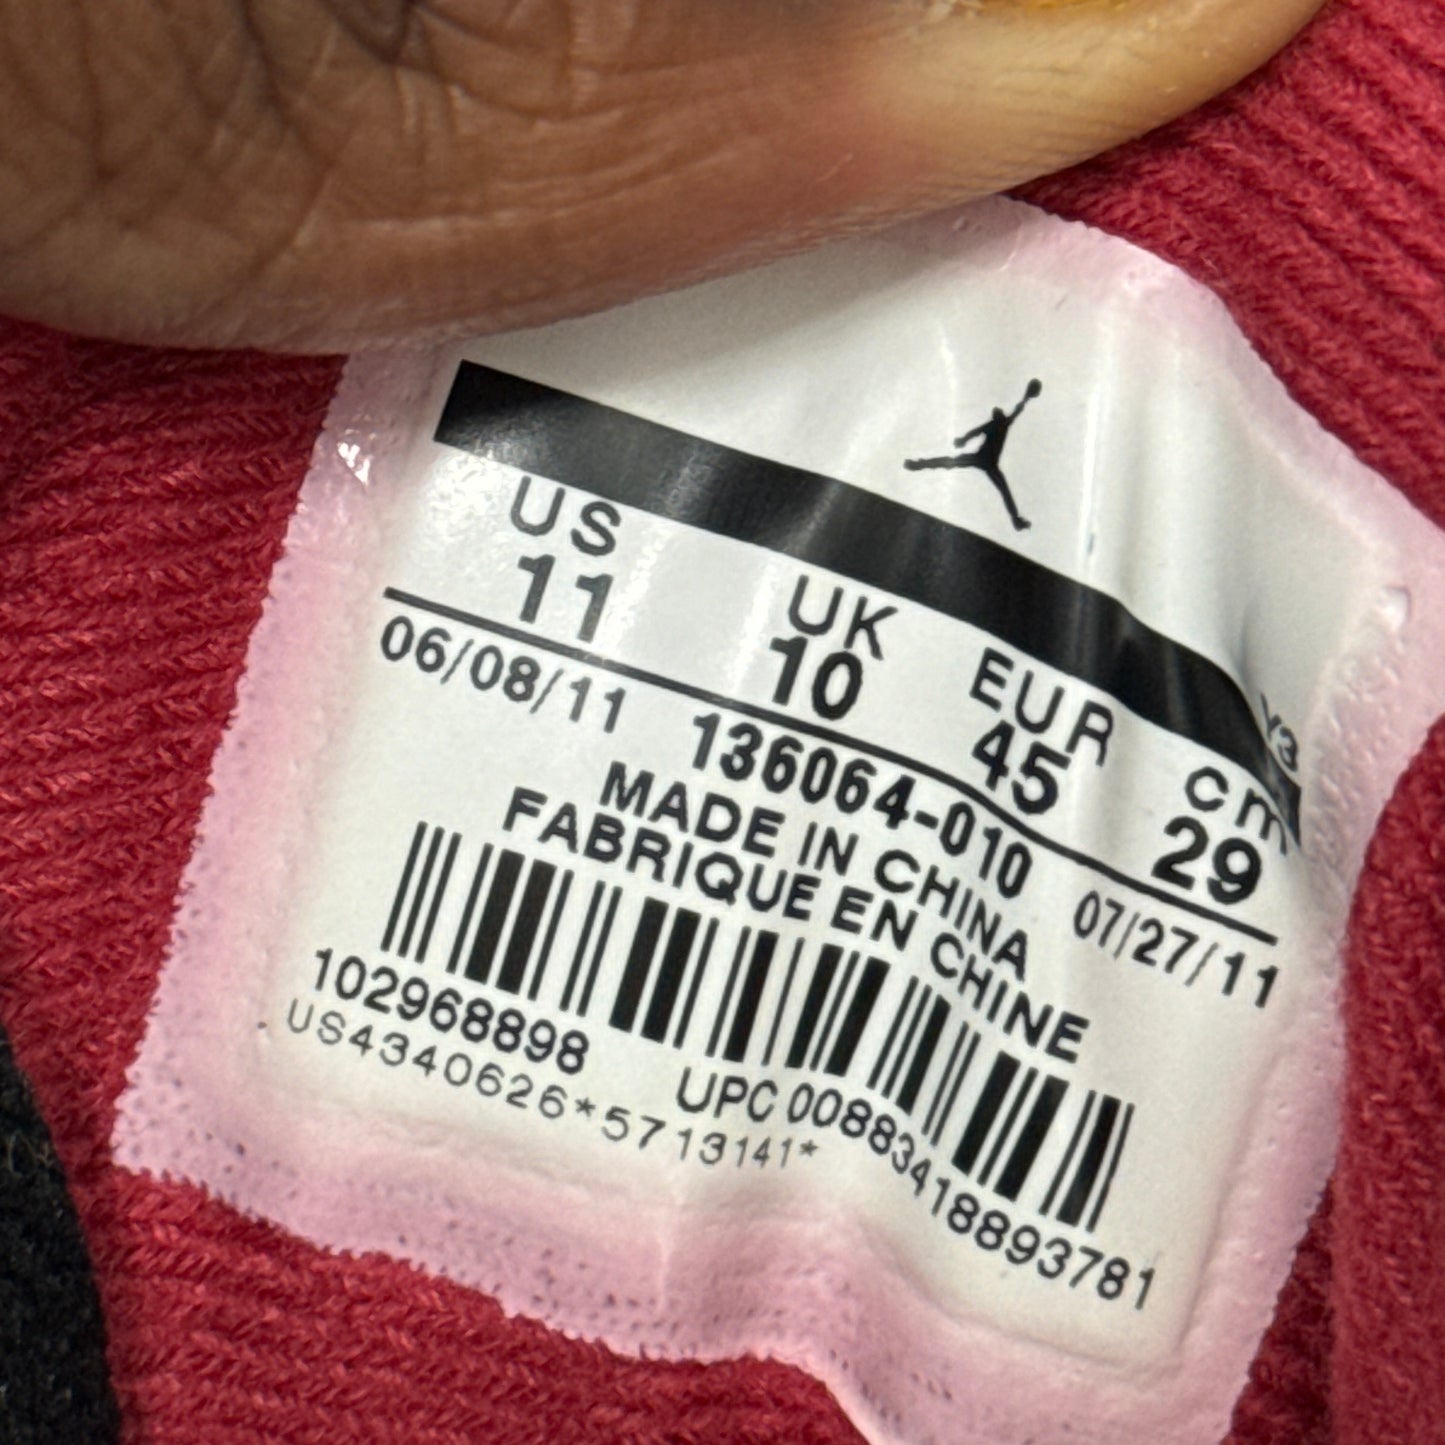 Y3
US UK EUR cm
11 10 45 29
06/08/11 136064-010 07/27/11
MADE IN CHINA
FABRIQUE EN CHINE
102968898 UPC 00883418893781
US4340626*5713141*